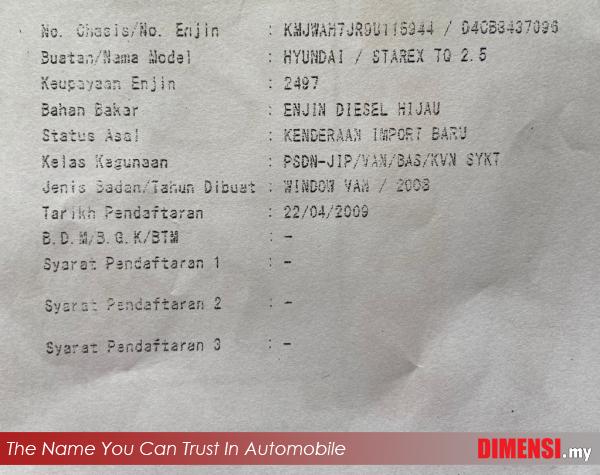 No. Chasis/No. Enjin : KMJWAH7JR9U115944 / D4CB8437096
Buatan/Nama Model : HYUNDAI / STAREX TQ 2.5
Keupayaan Enjin : 2497
Bahan Bakar : ENJIN DIESEL HIJAU
Status Asal : KENDERAAN IMPORT BARU
Kelas Kegunaan : PSDN-JIP/VAN/BAS/KVN SYKT
Jenis Badan/Tahun Dibuat : WINDOW VAN / 2008
Tarikh Pendaftaran : 22/04/2009
B.D.M/B.G.K/BTM : -
Syarat Pendaftaran 1 : -
Syarat Pendaftaran 2 : -
Syarat Pendaftaran 3 : -
The Name You Can Trust In Automobile
DIMENSI.my